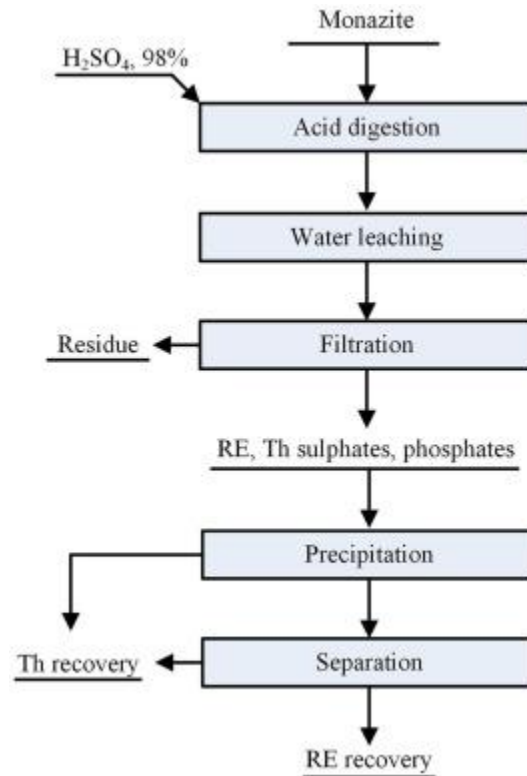 Monazite
H₂SO₄, 98%
Acid digestion
Water leaching
Residue
Filtration
RE, Th sulphates, phosphates
Precipitation
Th recovery
Separation
RE recovery